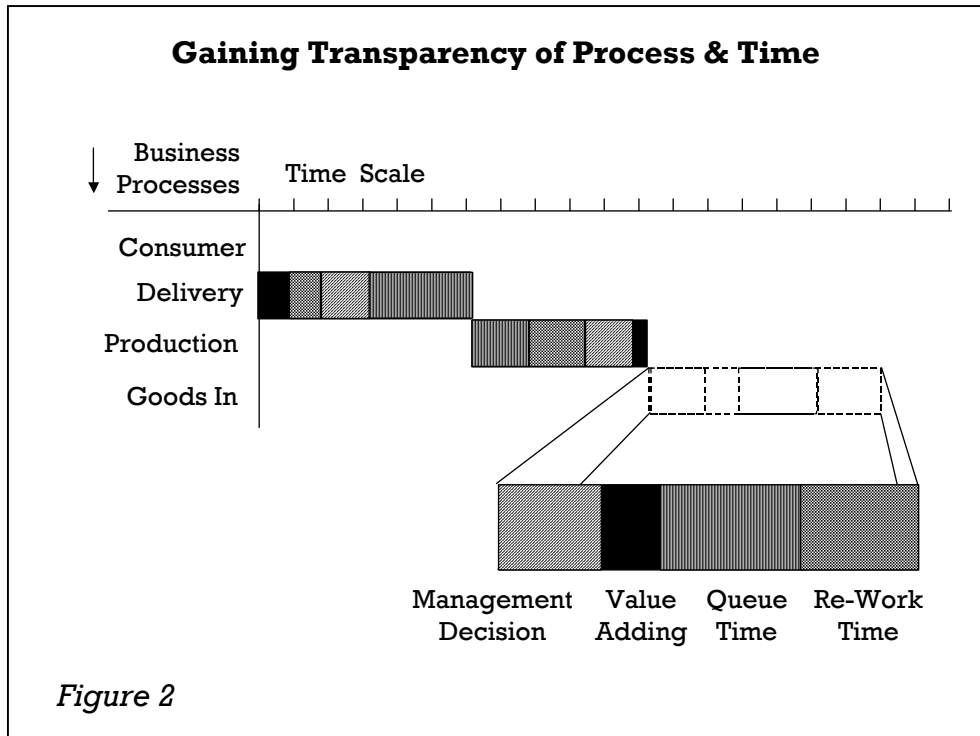 Gaining Transparency of Process & Time
Business
Processes
Time Scale
Consumer
Delivery
Production
Goods In
Management
Decision
Value
Adding
Queue
Time
Re-Work
Time
Figure 2